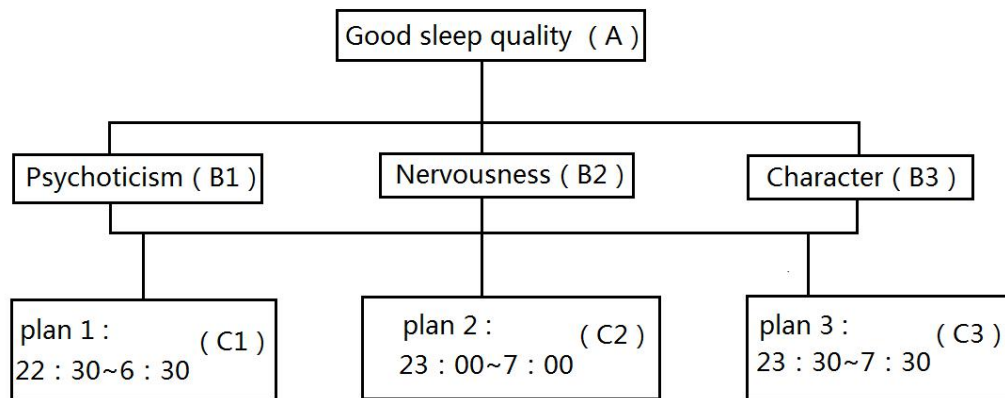 Good sleep quality （A）
Psychoticism（B1）
Nervousness（B2）
Character（B3）
plan 1：
（C1）
22：30~6：30
plan 2：
（C2）
23：00~7：00
plan 3：
（C3）
23：30~7：30